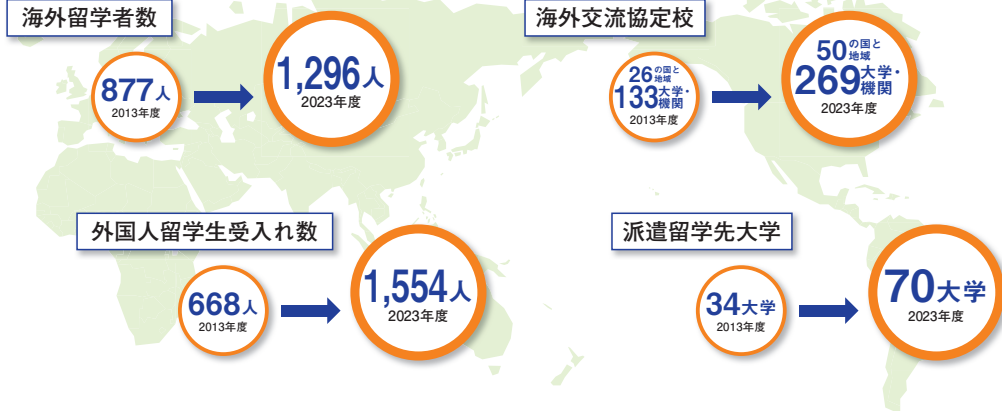 海外留学者数
877人
2013年度
1,296人
2023年度
海外交流協定校
26の国と地域
133大学・機関
2013年度
50の国と地域
269大学・機関
2023年度
外国人留学生受入れ数
668人
2013年度
1,554人
2023年度
派遣留学先大学
34大学
2013年度
70大学
2023年度